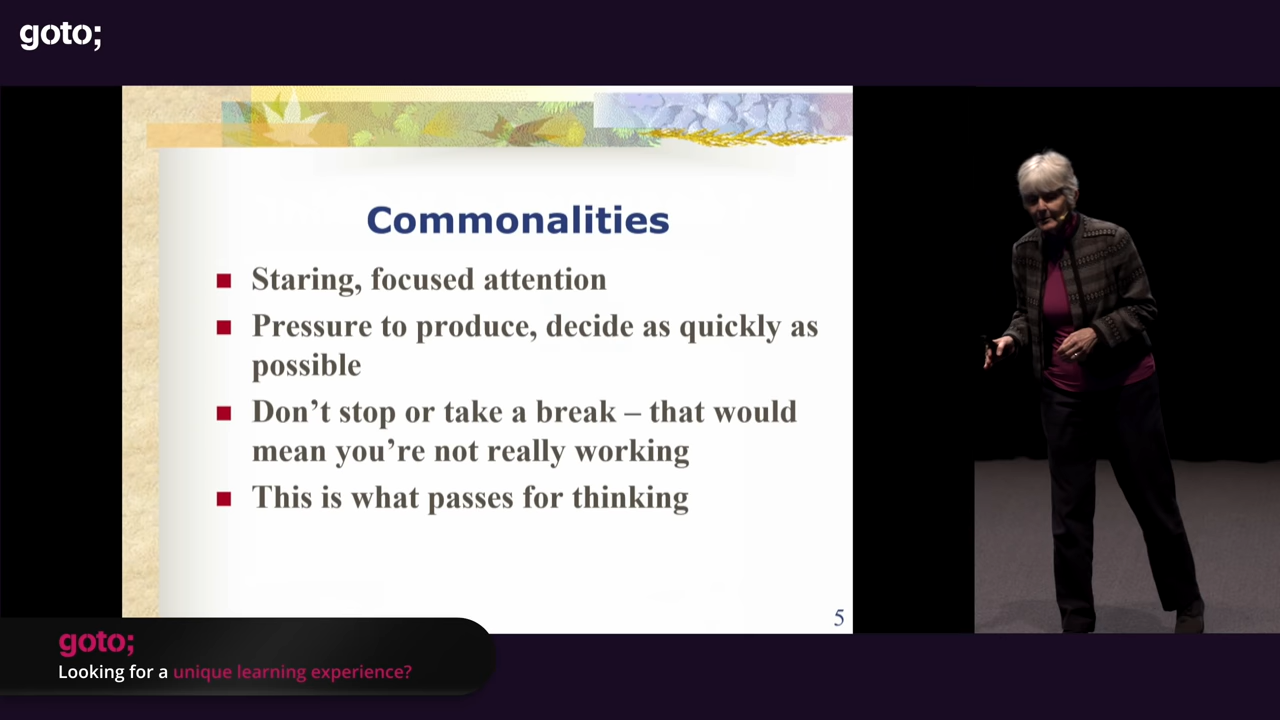 goto;
Commonalities
Staring, focused attention
Pressure to produce, decide as quickly as
possible
Don’t stop or take a break – that would
mean you’re not really working
This is what passes for thinking
5
goto;
Looking for a unique learning experience?